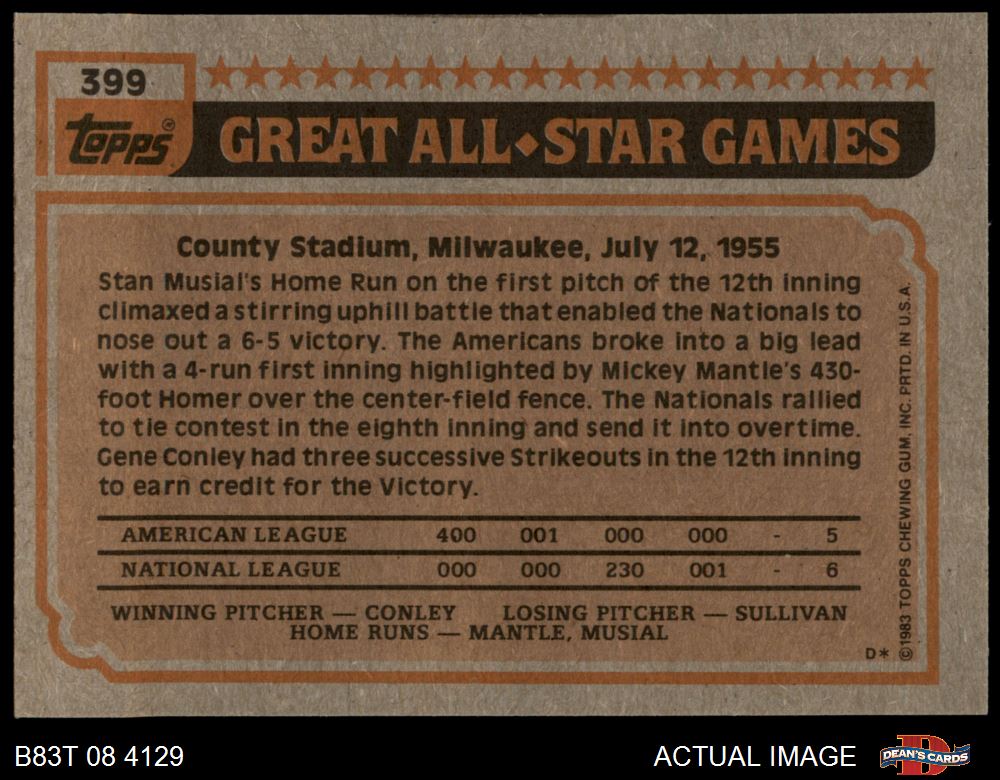 399
Topps®
GREAT ALL◆STAR GAMES
County Stadium, Milwaukee, July 12, 1955
Stan Musial's Home Run on the first pitch of the 12th inning
climaxed a stirring uphill battle that enabled the Nationals to
nose out a 6-5 victory. The Americans broke into a big lead
with a 4-run first inning highlighted by Mickey Mantle's 430-
foot Homer over the center-field fence. The Nationals rallied
to tie contest in the eighth inning and send it into overtime.
Gene Conley had three successive Strikeouts in the 12th inning
to earn credit for the Victory.
AMERICAN LEAGUE 400 001 000 000 - 5
NATIONAL LEAGUE 000 000 230 001 - 6
WINNING PITCHER — CONLEY LOSING PITCHER — SULLIVAN
HOME RUNS — MANTLE, MUSIAL
D*
©1983 TOPPS CHEWING GUM, INC. PRTD. IN U.S.A.
B83T 08 4129
ACTUAL IMAGE
DEAN'S CARDS